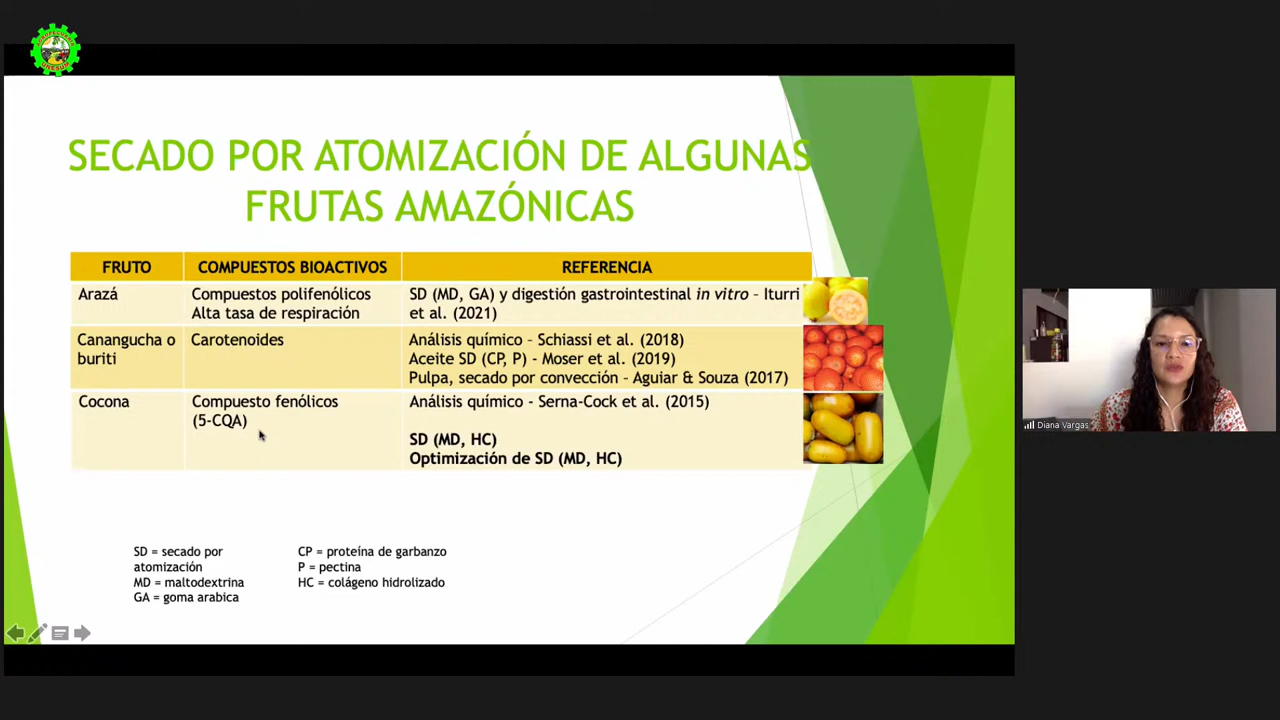 SECADO POR ATOMIZACIÓN DE ALGUNAS
FRUTAS AMAZÓNICAS
FRUTO COMPUESTOS BIOACTIVOS REFERENCIA
Arazá
Compuestos polifenólicos
Alta tasa de respiración
SD (MD, GA) y digestión gastrointestinal in vitro – Iturri
et al. (2021)
Canangucha o
buriti
Carotenoides
Análisis químico – Schiassi et al. (2018)
Aceite SD (CP, P) - Moser et al. (2019)
Pulpa, secado por convección – Aguiar & Souza (2017)
Cocona
Compuesto fenólicos
(5-CQA)
Análisis químico - Serna-Cock et al. (2015)
SD (MD, HC)
Optimización de SD (MD, HC)
SD = secado por
atomización
MD = maltodextrina
GA = goma arabica
CP = proteína de garbanzo
P = pectina
HC = colágeno hidrolizado
Diana Vargas